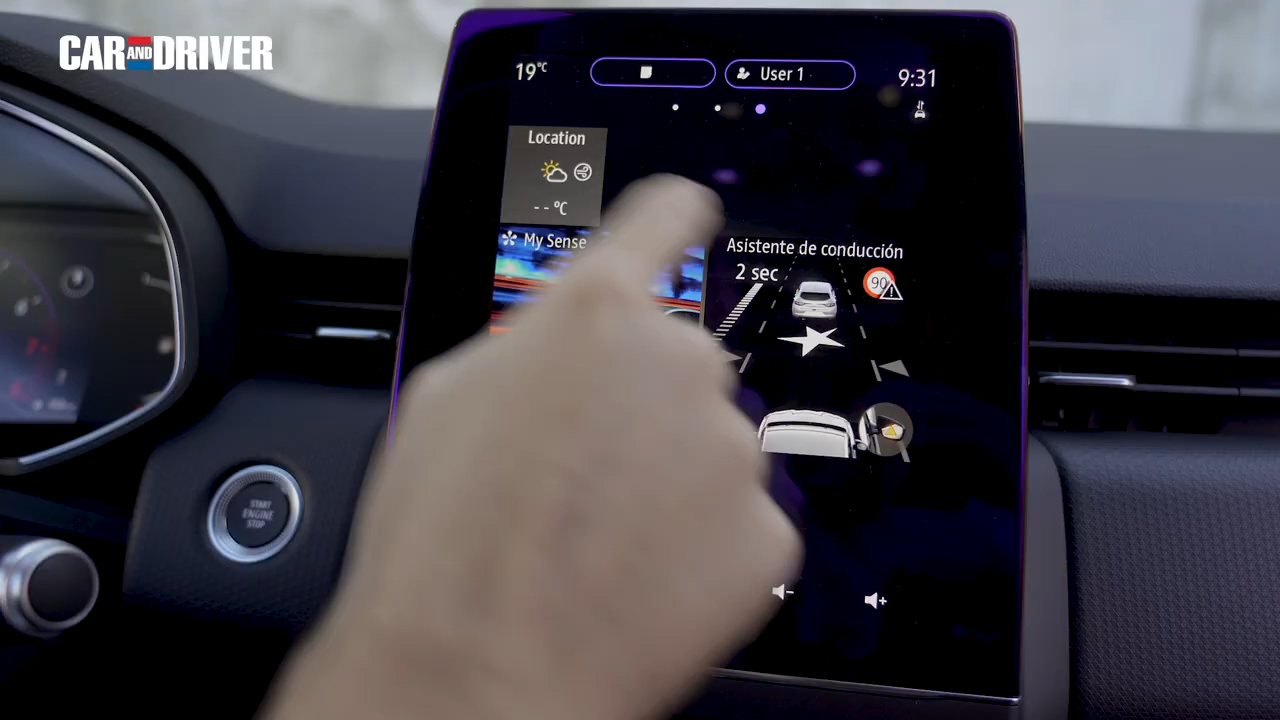 CAR AND DRIVER
19°C
User 1
9:31
Location
-- °C
My Sense
Asistente de conducción
2 sec
90
START
ENGINE
STOP